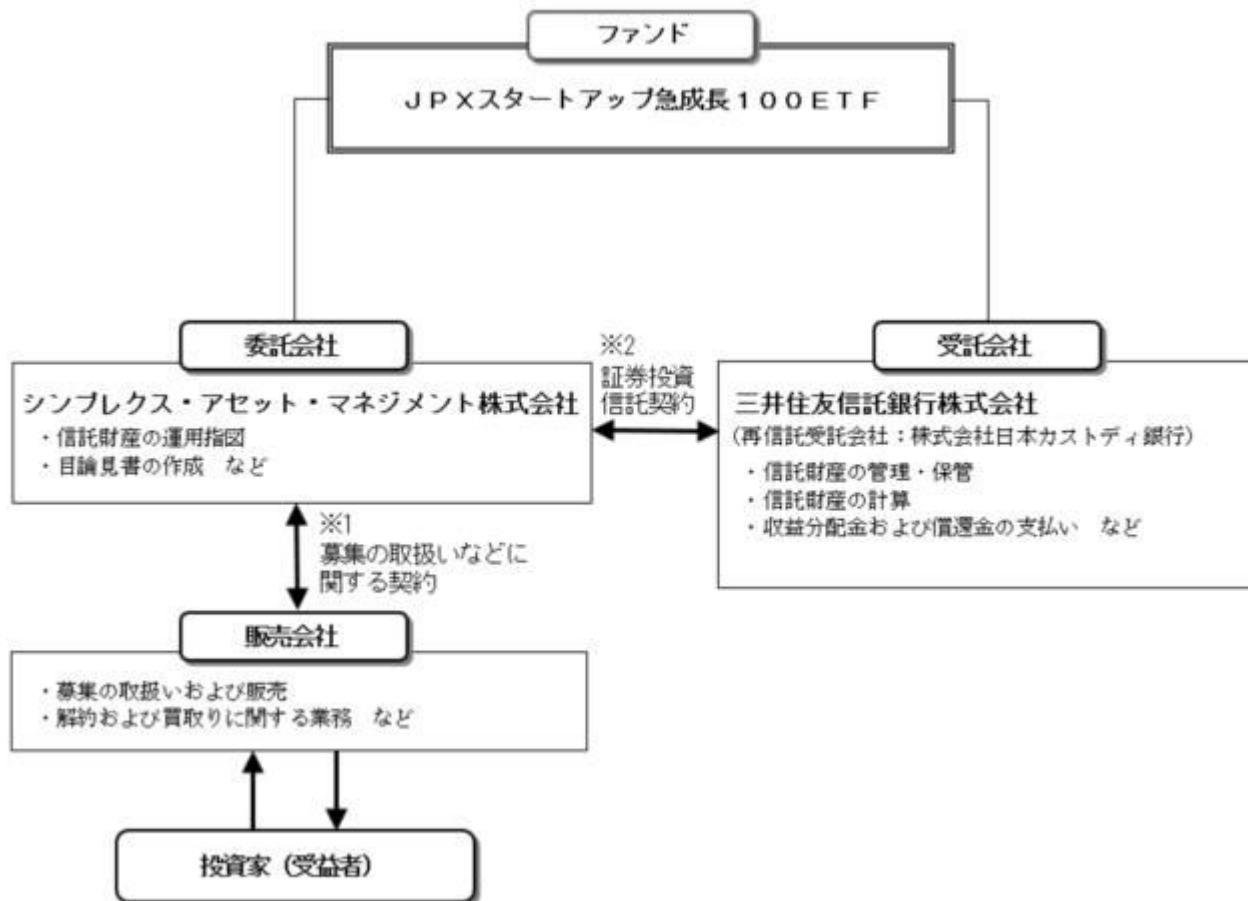 ファンド
JPXスタートアップ急成長100ETF
委託会社
シンプレクス・アセット・マネジメント株式会社
・信託財産の運用指図
・目論見書の作成 など
※2
証券投資
信託契約
受託会社
三井住友信託銀行株式会社
(再信託受託会社:株式会社日本カストディ銀行)
・信託財産の管理・保管
・信託財産の計算
・収益分配金および償還金の支払い など
※1
募集の取扱いなどに
関する契約
販売会社
・募集の取扱いおよび販売
・解約および買取りに関する業務 など
投資家(受益者)